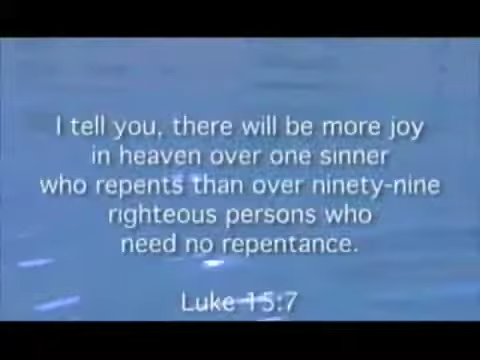 I tell you, there will be more joy
in heaven over one sinner
who repents than over ninety-nine
righteous persons who
need no repentance.
Luke 15:7